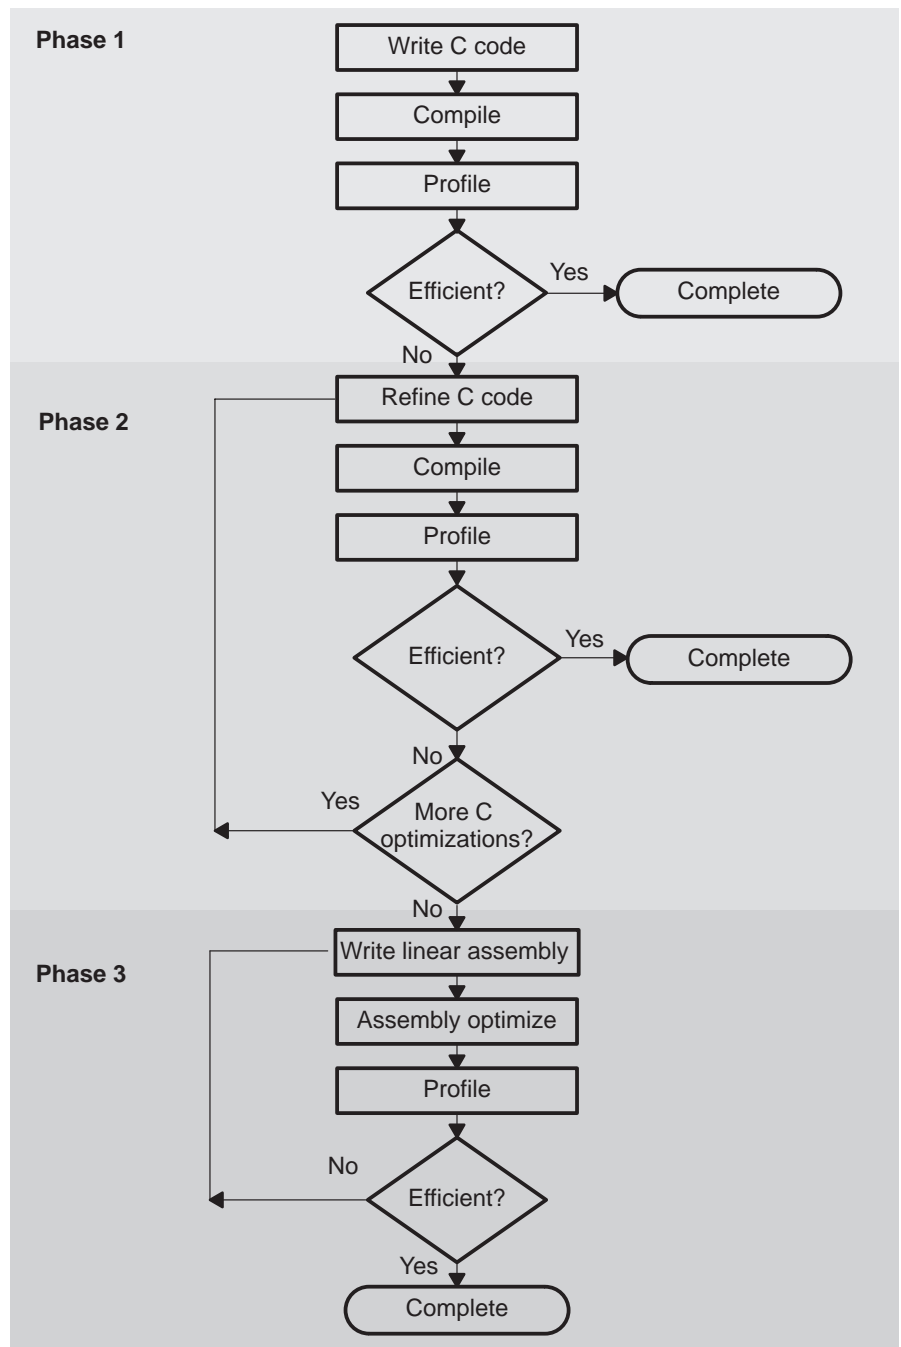 Phase 1
Write C code
Compile
Profile
Efficient?
Yes
Complete
No
Phase 2
Refine C code
Compile
Profile
Efficient?
Yes
Complete
No
Yes
More C
optimizations?
No
Phase 3
Write linear assembly
Assembly optimize
Profile
No
Efficient?
Yes
Complete